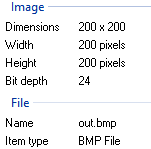 Image
Dimensions 200 x 200
Width 200 pixels
Height 200 pixels
Bit depth 24
File
Name out.bmp
Item type BMP File